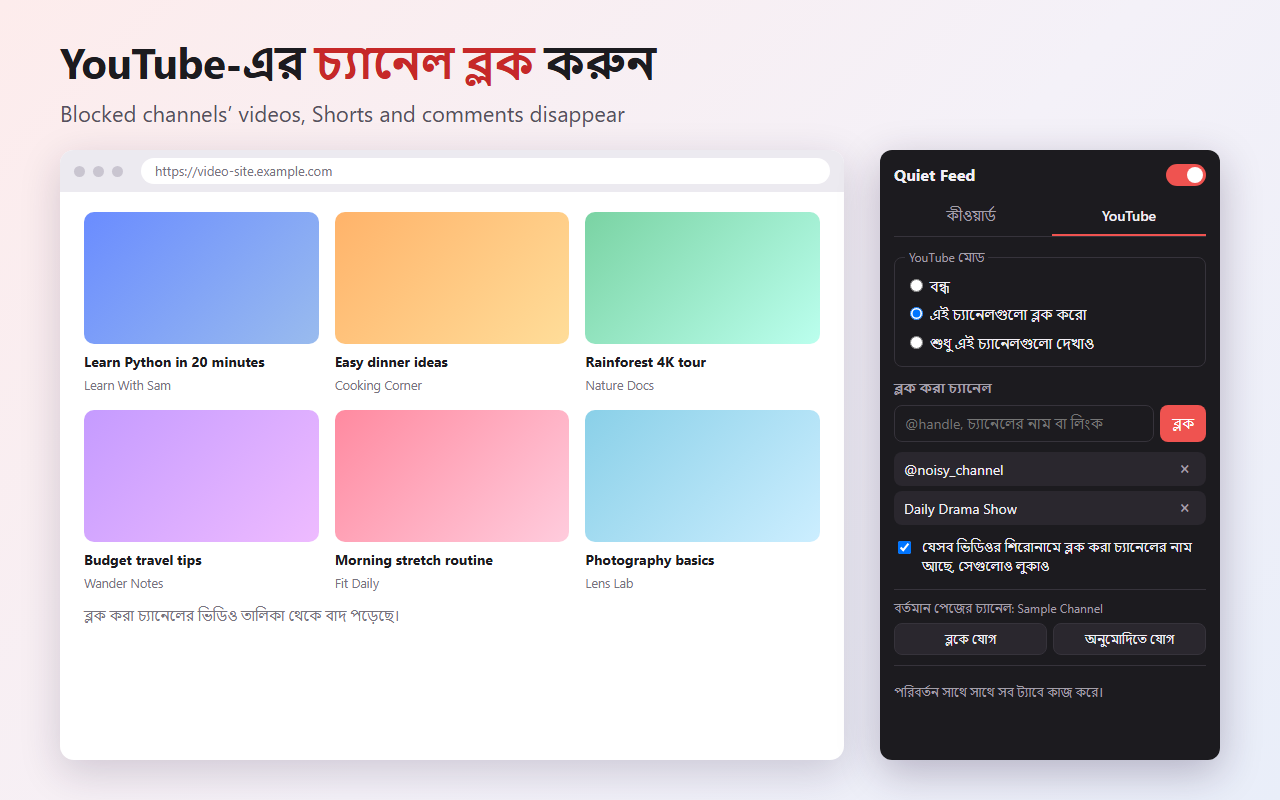 YouTube-এর চ্যানেল ব্লক করুন
Blocked channels’ videos, Shorts and comments disappear
https://video-site.example.com
Learn Python in 20 minutes
Learn With Sam
Easy dinner ideas
Cooking Corner
Rainforest 4K tour
Nature Docs
Budget travel tips
Wander Notes
Morning stretch routine
Fit Daily
Photography basics
Lens Lab
ব্লক করা চ্যানেলের ভিডিও তালিকা থেকে বাদ পড়েছে।
Quiet Feed
কীওয়ার্ড
YouTube
YouTube মোড
বন্ধ
এই চ্যানেলগুলো ব্লক করো
শুধু এই চ্যানেলগুলো দেখাও
ব্লক করা চ্যানেল
@handle, চ্যানেলের নাম বা লিংক
ব্লক
@noisy_channel
×
Daily Drama Show
×
যেসব ভিডিওর শিরোনামে ব্লক করা চ্যানেলের নাম
আছে, সেগুলোও লুকাও
বর্তমান পেজের চ্যানেল: Sample Channel
ব্লকে যোগ
অনুমোদিতে যোগ
পরিবর্তন সাথে সাথে সব ট্যাবে কাজ করে।